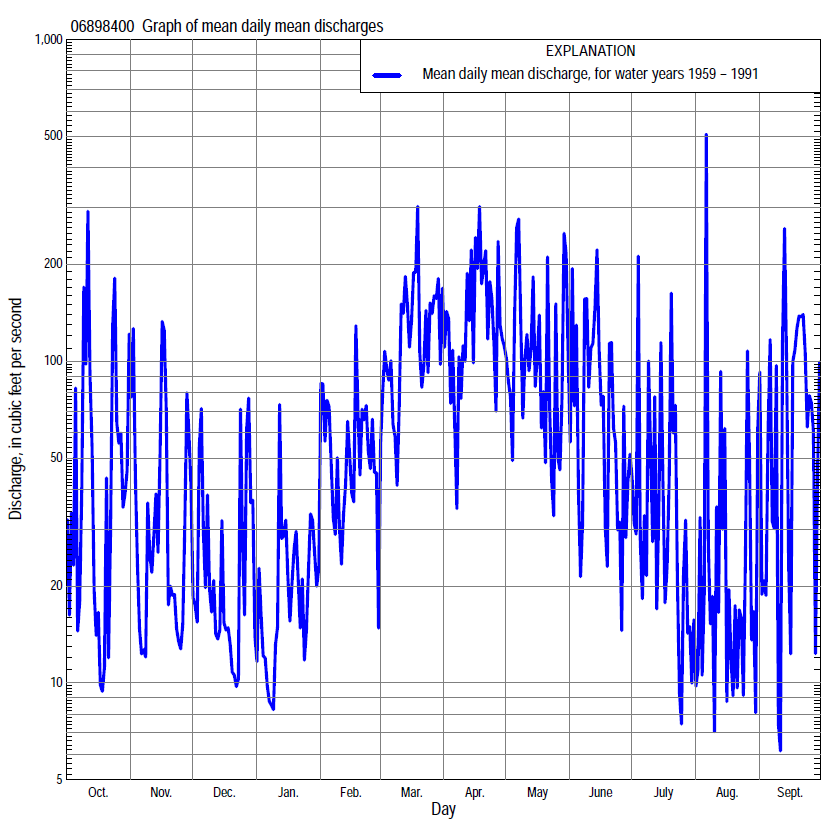 06898400 Graph of mean daily mean discharges
EXPLANATION
Mean daily mean discharge, for water years 1959 – 1991
Discharge, in cubic feet per second
1,000
500
200
100
50
20
10
5
Oct. Nov. Dec. Jan. Feb. Mar. Apr. May June July Aug. Sept.
Day